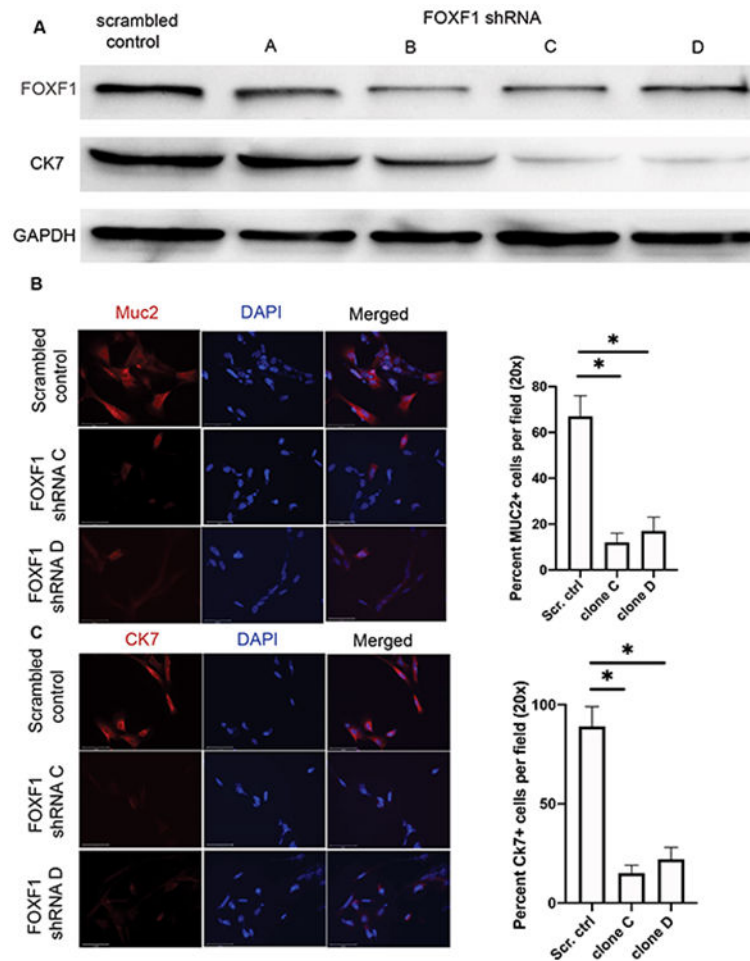 A
scrambled
control
FOXF1 shRNA
A B C D
FOXF1
CK7
GAPDH
B
Muc2 DAPI Merged
Scrambled
control
FOXF1
shRNA C
FOXF1
shRNA D
Percent MUC2+ cells per field (20x)
80
60
40
20
0
*
*
Scr. ctrl
clone C
clone D
C
CK7 DAPI Merged
Scrambled
control
FOXF1
shRNA C
FOXF1
shRNA D
Percent Ck7+ cells per field (20x)
100
50
0
*
*
Scr. ctrl
clone C
clone D